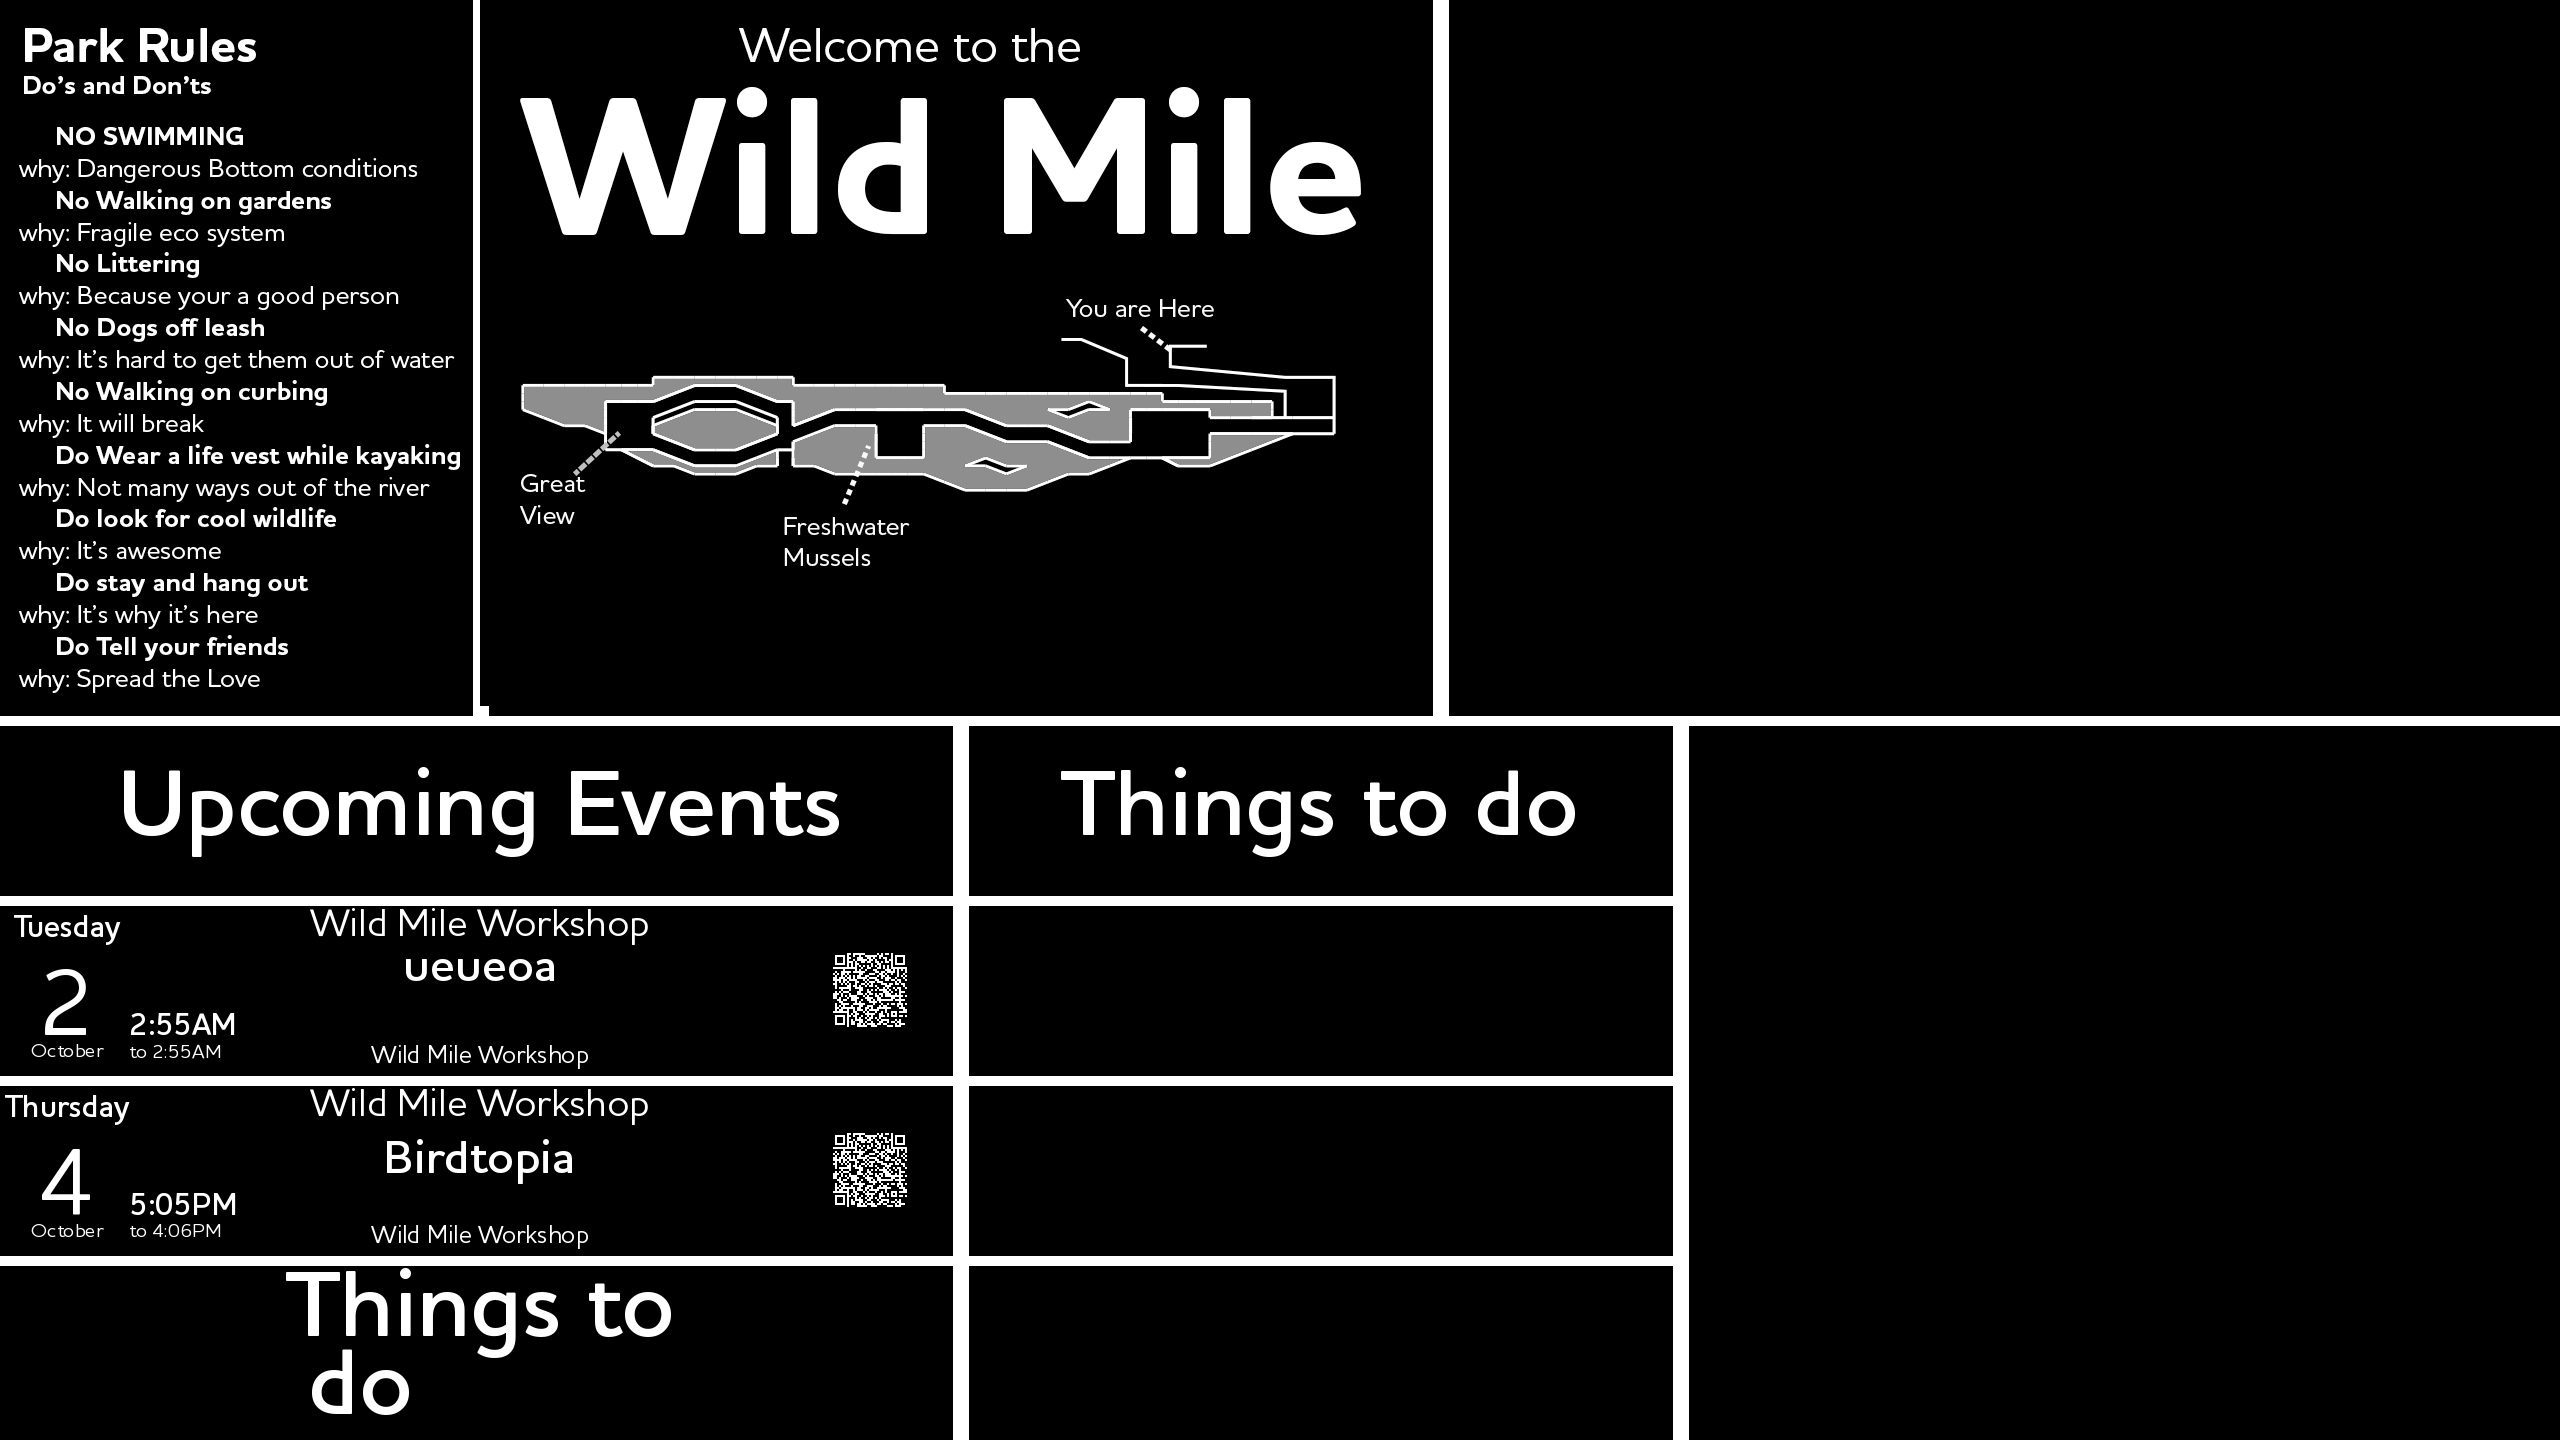 Park Rules
Do’s and Don’ts
NO SWIMMING
why: Dangerous Bottom conditions
No Walking on gardens
why: Fragile eco system
No Littering
why: Because your a good person
No Dogs off leash
why: It’s hard to get them out of water
No Walking on curbing
why: It will break
Do Wear a life vest while kayaking
why: Not many ways out of the river
Do look for cool wildlife
why: It’s awesome
Do stay and hang out
why: It’s why it’s here
Do Tell your friends
why: Spread the Love
Welcome to the
Wild Mile
You are Here
Great
View
Freshwater
Mussels
Upcoming Events
Tuesday
2
October
2:55AM
to 2:55AM
Wild Mile Workshop
ueueoa
Wild Mile Workshop
Thursday
4
October
5:05PM
to 4:06PM
Wild Mile Workshop
Birdtopia
Wild Mile Workshop
Things to
do
Things to do